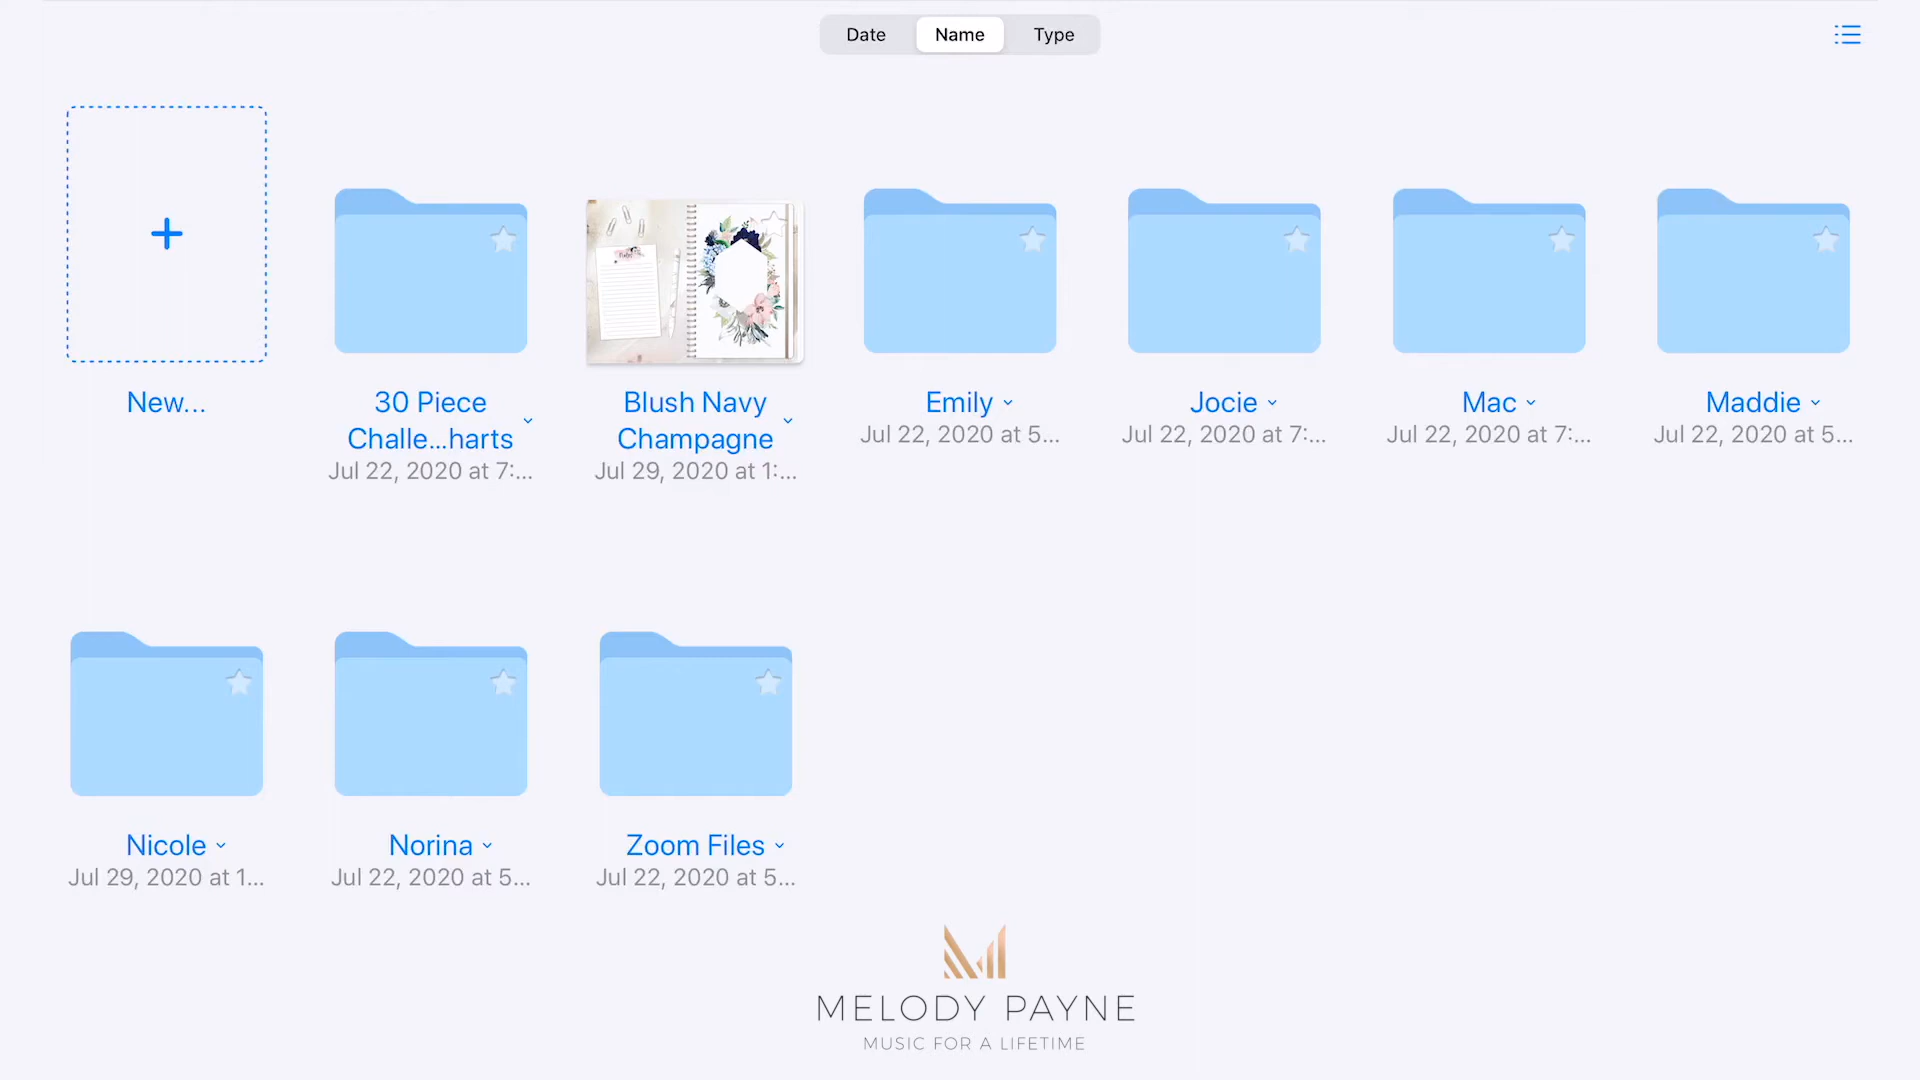 Date
Name
Type
New...
30 Piece
Challe...harts
Jul 22, 2020 at 7:...
Blush Navy
Champagne
Jul 29, 2020 at 1:...
Emily
Jul 22, 2020 at 5...
Jocie
Jul 22, 2020 at 7:...
Mac
Jul 22, 2020 at 7:...
Maddie
Jul 22, 2020 at 5...
Nicole
Jul 29, 2020 at 1...
Norina
Jul 22, 2020 at 5...
Zoom Files
Jul 22, 2020 at 5...
MELODY PAYNE
MUSIC FOR A LIFETIME